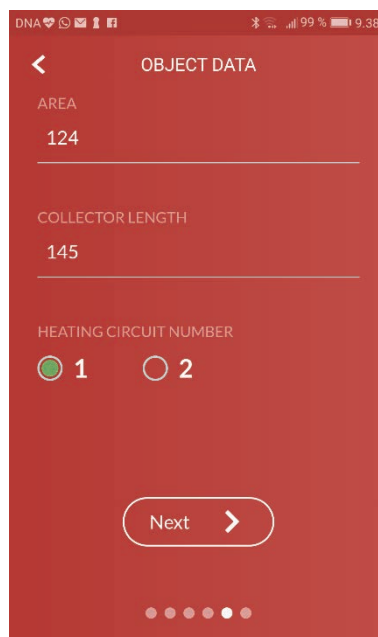 DNA 99 % 9.38
OBJECT DATA
AREA
124
COLLECTOR LENGTH
145
HEATING CIRCUIT NUMBER
1 2
Next